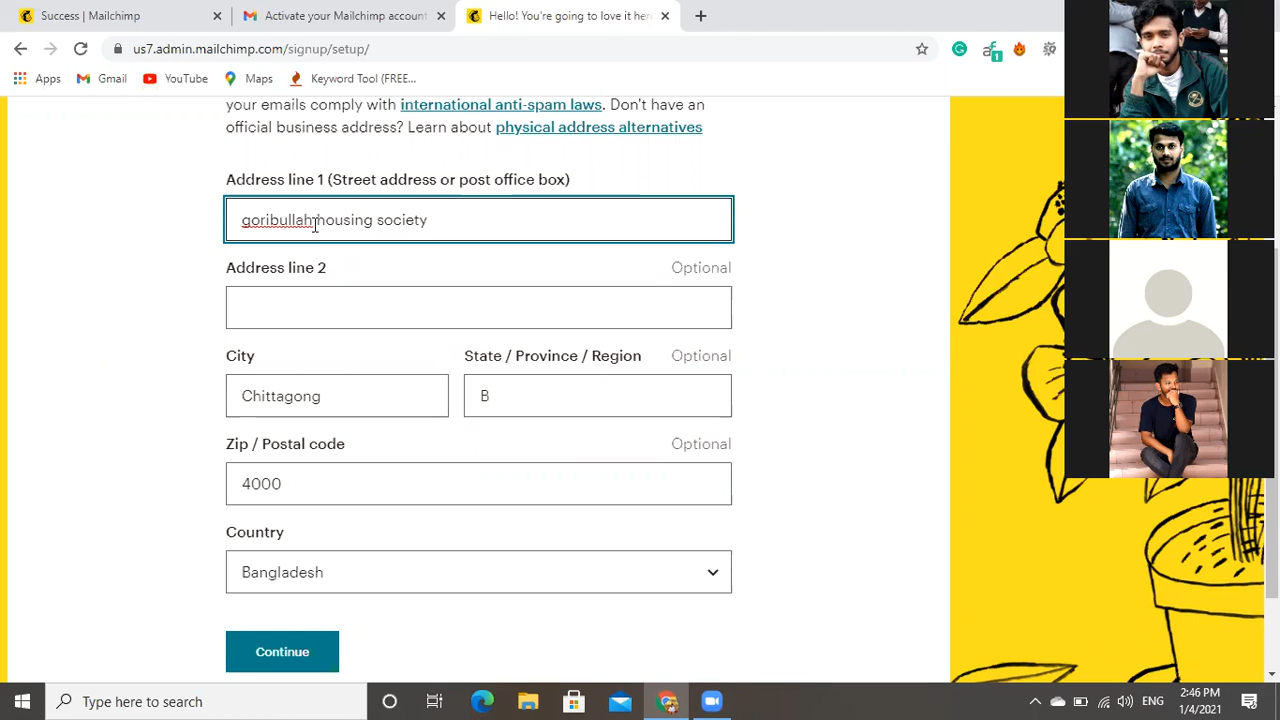 Success | Mailchimp
Activate your Mailchimp accoun
Hello! You're going to love it here
us7.admin.mailchimp.com/signup/setup/
1
Apps
Gmail
YouTube
Maps
Keyword Tool (FREE...
your emails comply with international anti-spam laws. Don't have an
official business address? Learn about physical address alternatives
Address line 1 (Street address or post office box)
goribullah housing society
Address line 2 Optional
City
State / Province / Region Optional
Chittagong
B
Zip / Postal code Optional
4000
Country
Bangladesh
Continue
Type here to search
ENG
2:46 PM
1/4/2021